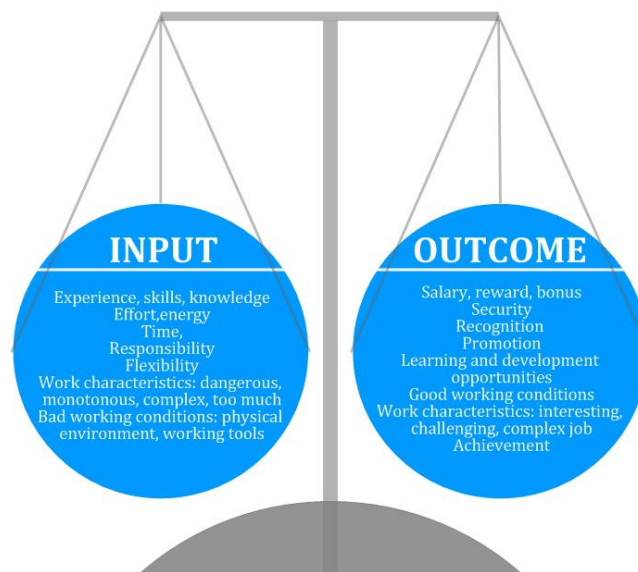 INPUT
Experience, skills, knowledge
Effort,energy
Time,
Responsibility
Flexibility
Work characteristics: dangerous,
monotonous, complex, too much
Bad working conditions: physical
environment, working tools
OUTCOME
Salary, reward, bonus
Security
Recognition
Promotion
Learning and development
opportunities
Good working conditions
Work characteristics: interesting,
challenging, complex job
Achievement